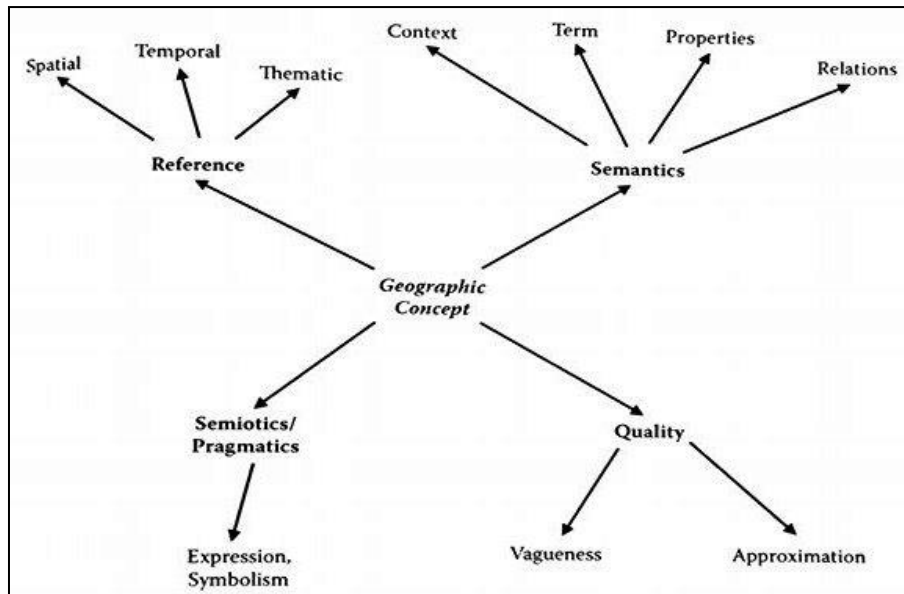 Context
Term
Properties
Temporal
Spatial
Thematic
Relations
Reference
Semantics
Geographic
Concept
Semiotics/
Pragmatics
Quality
Expression,
Symbolism
Vagueness
Approximation